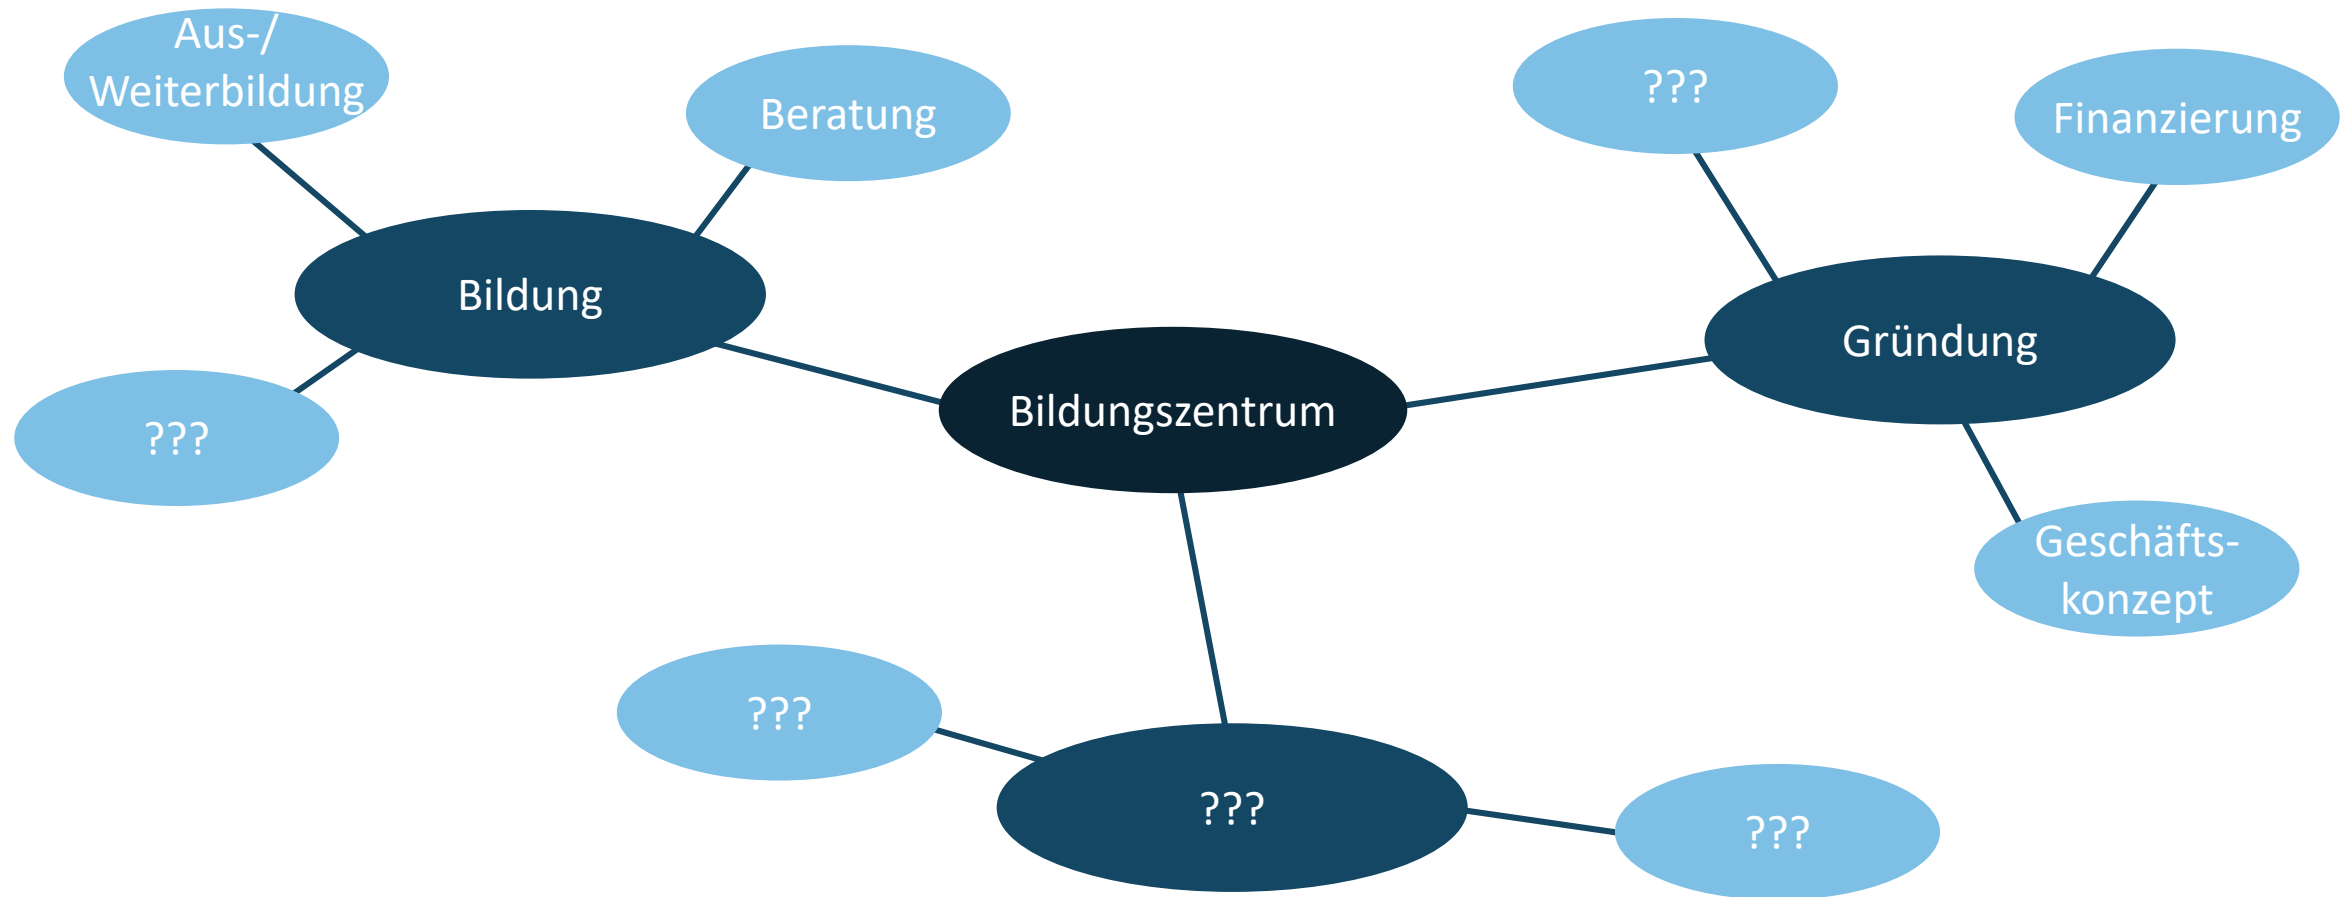 Aus-/
Weiterbildung
Beratung
???
Finanzierung
Bildung
Gründung
Bildungszentrum
???
Geschäfts-
konzept
???
???
???